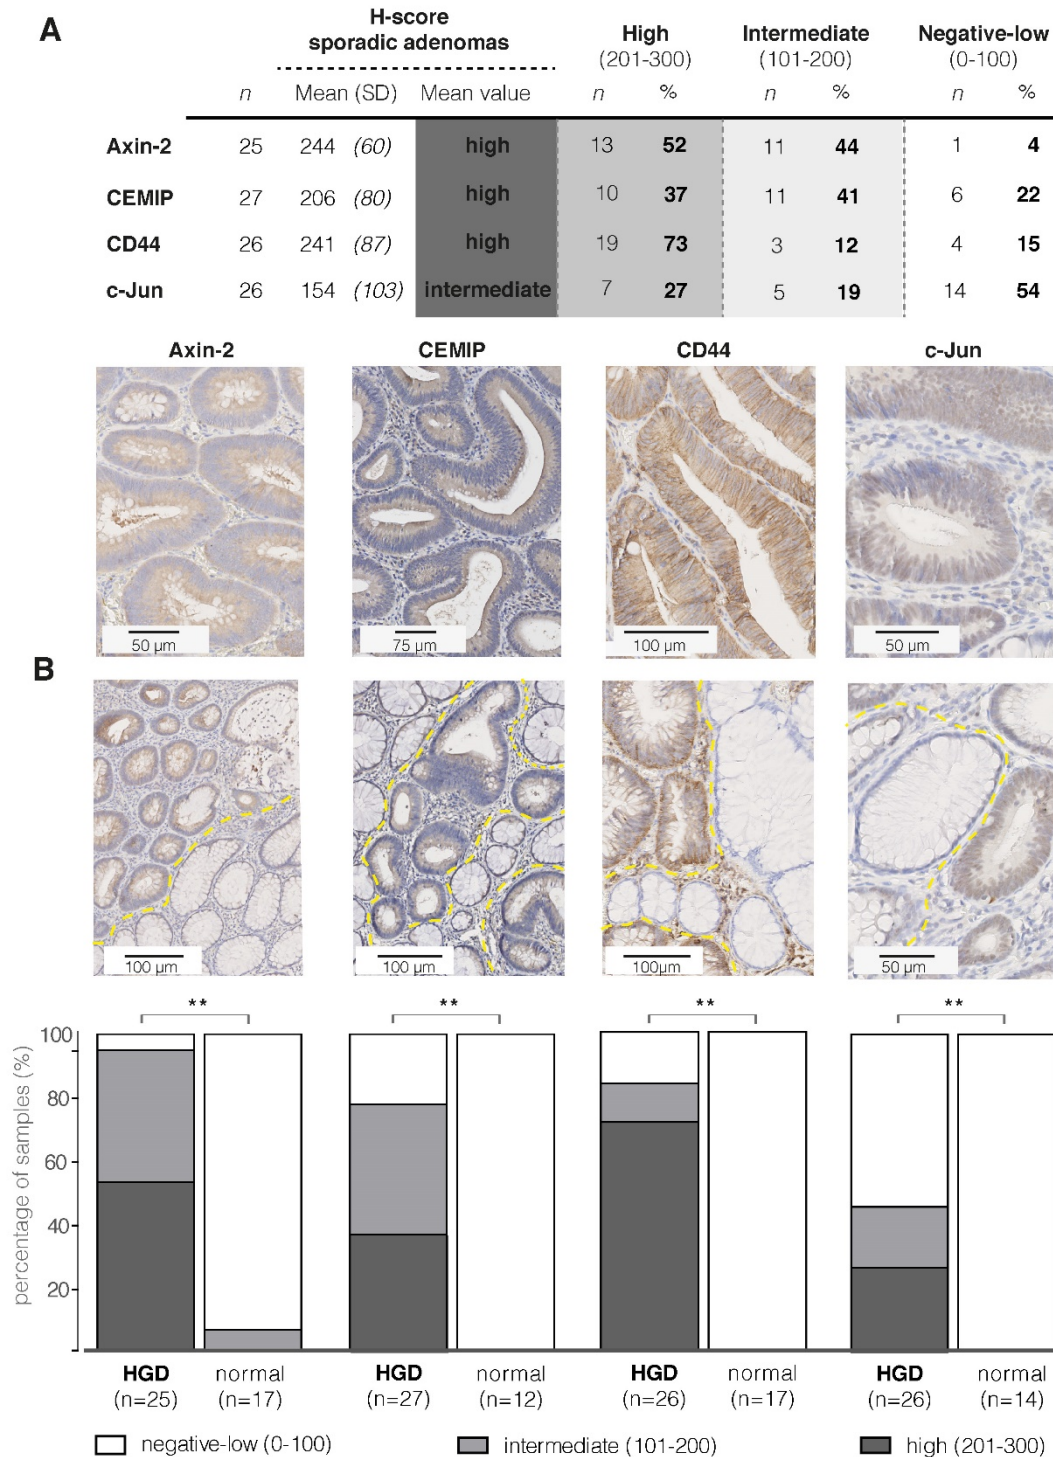 A
H-score
sporadic adenomas
High
(201-300)
Intermediate
(101-200)
Negative-low
(0-100)
n Mean (SD) Mean value n % n % n %
Axin-2 25 244 (60) high 13 52 11 44 1 4
CEMIP 27 206 (80) high 10 37 11 41 6 22
CD44 26 241 (87) high 19 73 3 12 4 15
c-Jun 26 154 (103) intermediate 7 27 5 19 14 54
Axin-2 CEMIP CD44 c-Jun
50 µm 75 µm 100 µm 50 µm
B
100 µm 100 µm 100µm 50 µm
** ** ** **
percentage of samples (%)
100
80
60
40
20
HGD normal HGD normal HGD normal HGD normal
(n=25) (n=17) (n=27) (n=12) (n=26) (n=17) (n=26) (n=14)
negative-low (0-100) intermediate (101-200) high (201-300)